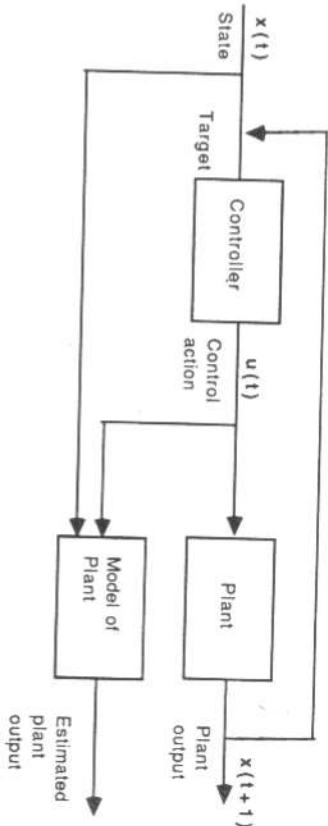 x(t)
State
Target
Controller
u(t)
Control
action
Plant
x(t+1)
Plant
output
Model of
Plant
Estimated
plant
output